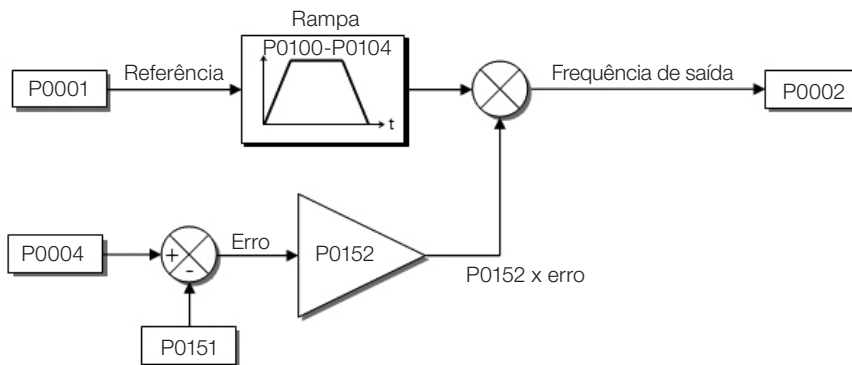 Rampa
P0100-P0104
P0001
Referência
t
Frequência de saída
P0002
P0004
+
-
Erro
P0152
P0152 x erro
P0151